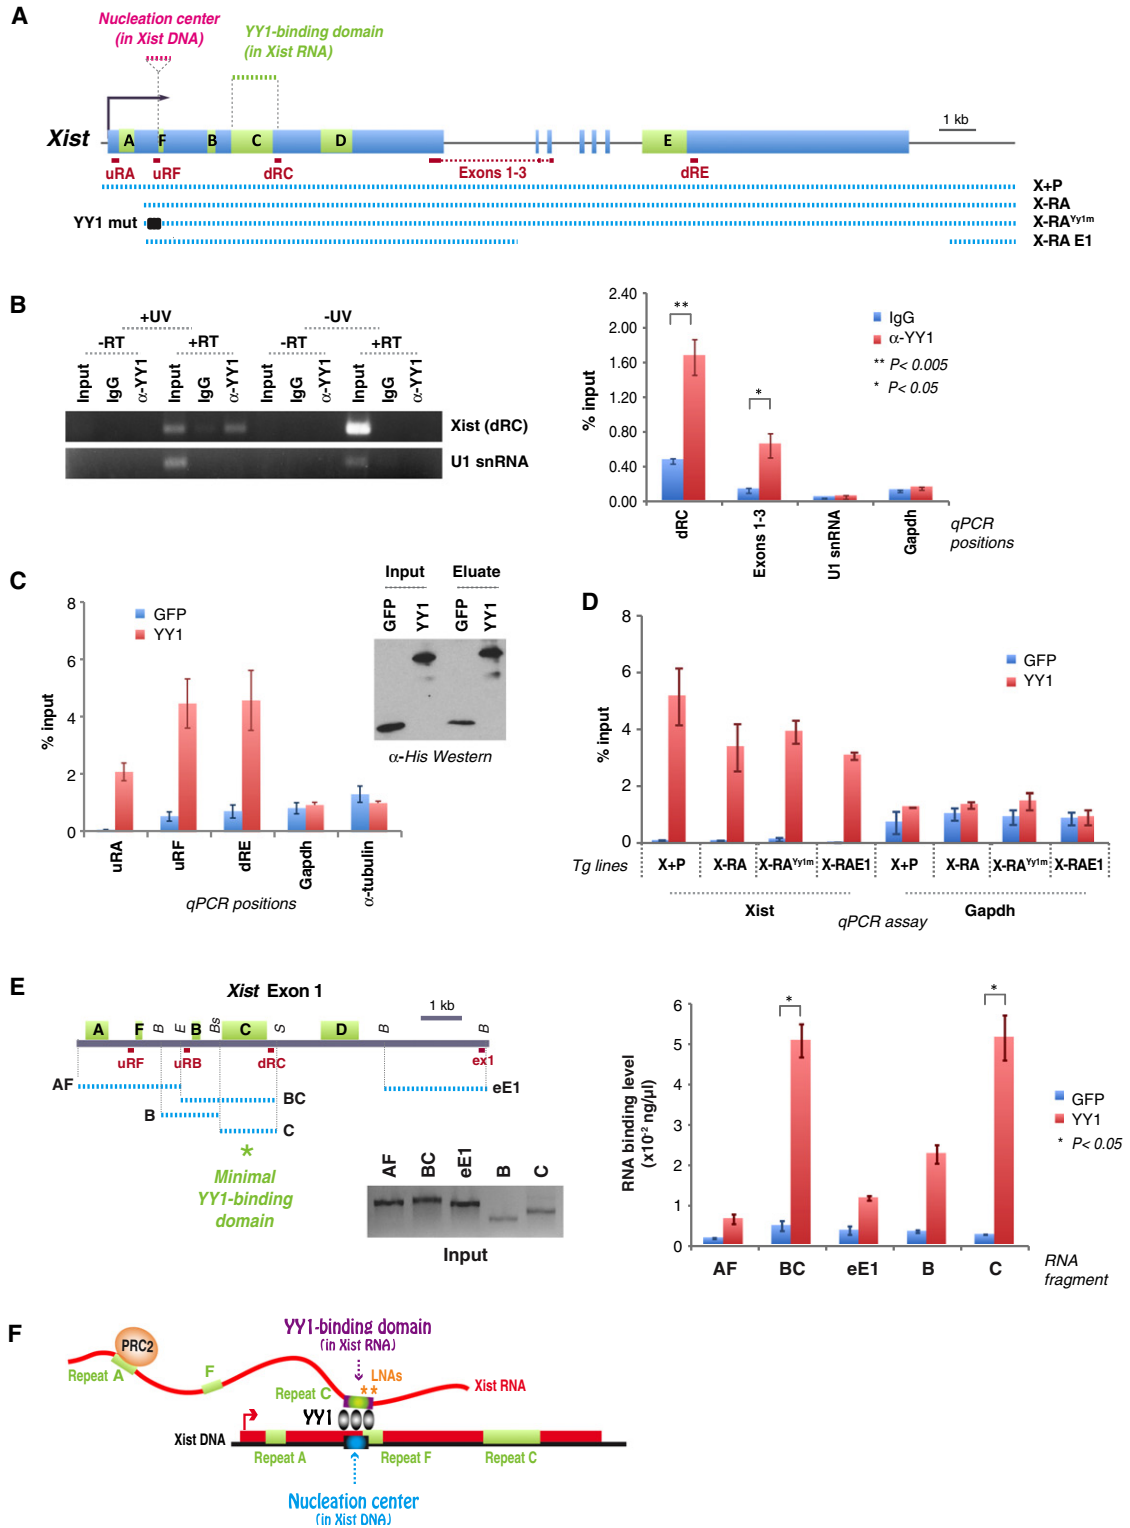 A
Nucleation center
(in Xist DNA)
YY1-binding domain
(in Xist RNA)
Xist
A F B C D E
1 kb
uRA uRF dRC Exons 1-3 dRE
X+P
X-RA
YY1 mut X-RAYy1m
X-RA E1
B
+UV -UV
-RT +RT -RT +RT
Input IgG α-YY1 Input IgG α-YY1 Input IgG α-YY1 Input IgG α-YY1
Xist (dRC)
U1 snRNA
% input
2.40
2.00
1.60
1.20
0.80
0.40
0.00
** *
IgG
α-YY1
** P< 0.005
* P< 0.05
dRC Exons 1-3 U1 snRNA Gapdh
qPCR
positions
C
% input
8
6
4
2
0
GFP
YY1
uRA uRF dRE Gapdh α-tubulin
qPCR positions
Input Eluate
GFP YY1 GFP YY1
α-His Western
D
% input
8
6
4
2
0
GFP
YY1
Tg lines X+P X-RA X-RAYy1m X-RAE1 X+P X-RA X-RAYy1m X-RAE1
Xist Gapdh
qPCR assay
E
Xist Exon 1
1 kb
A F B E B Bs C S D B B
uRF uRB dRC ex1
AF eE1
BC
B
C
*
Minimal
YY1-binding
domain
AF BC eE1 B C
Input
RNA binding level
(x10-2 ng/μl)
6
5
4
3
2
1
0
* *
GFP
YY1
* P< 0.05
AF BC eE1 B C
RNA
fragment
F
YY1-binding domain
(in Xist RNA)
PRC2
Repeat A
F
LNAs
**
Repeat C
Xist RNA
YY1
Xist DNA
Repeat A Repeat F Repeat C
Nucleation center
(in Xist DNA)